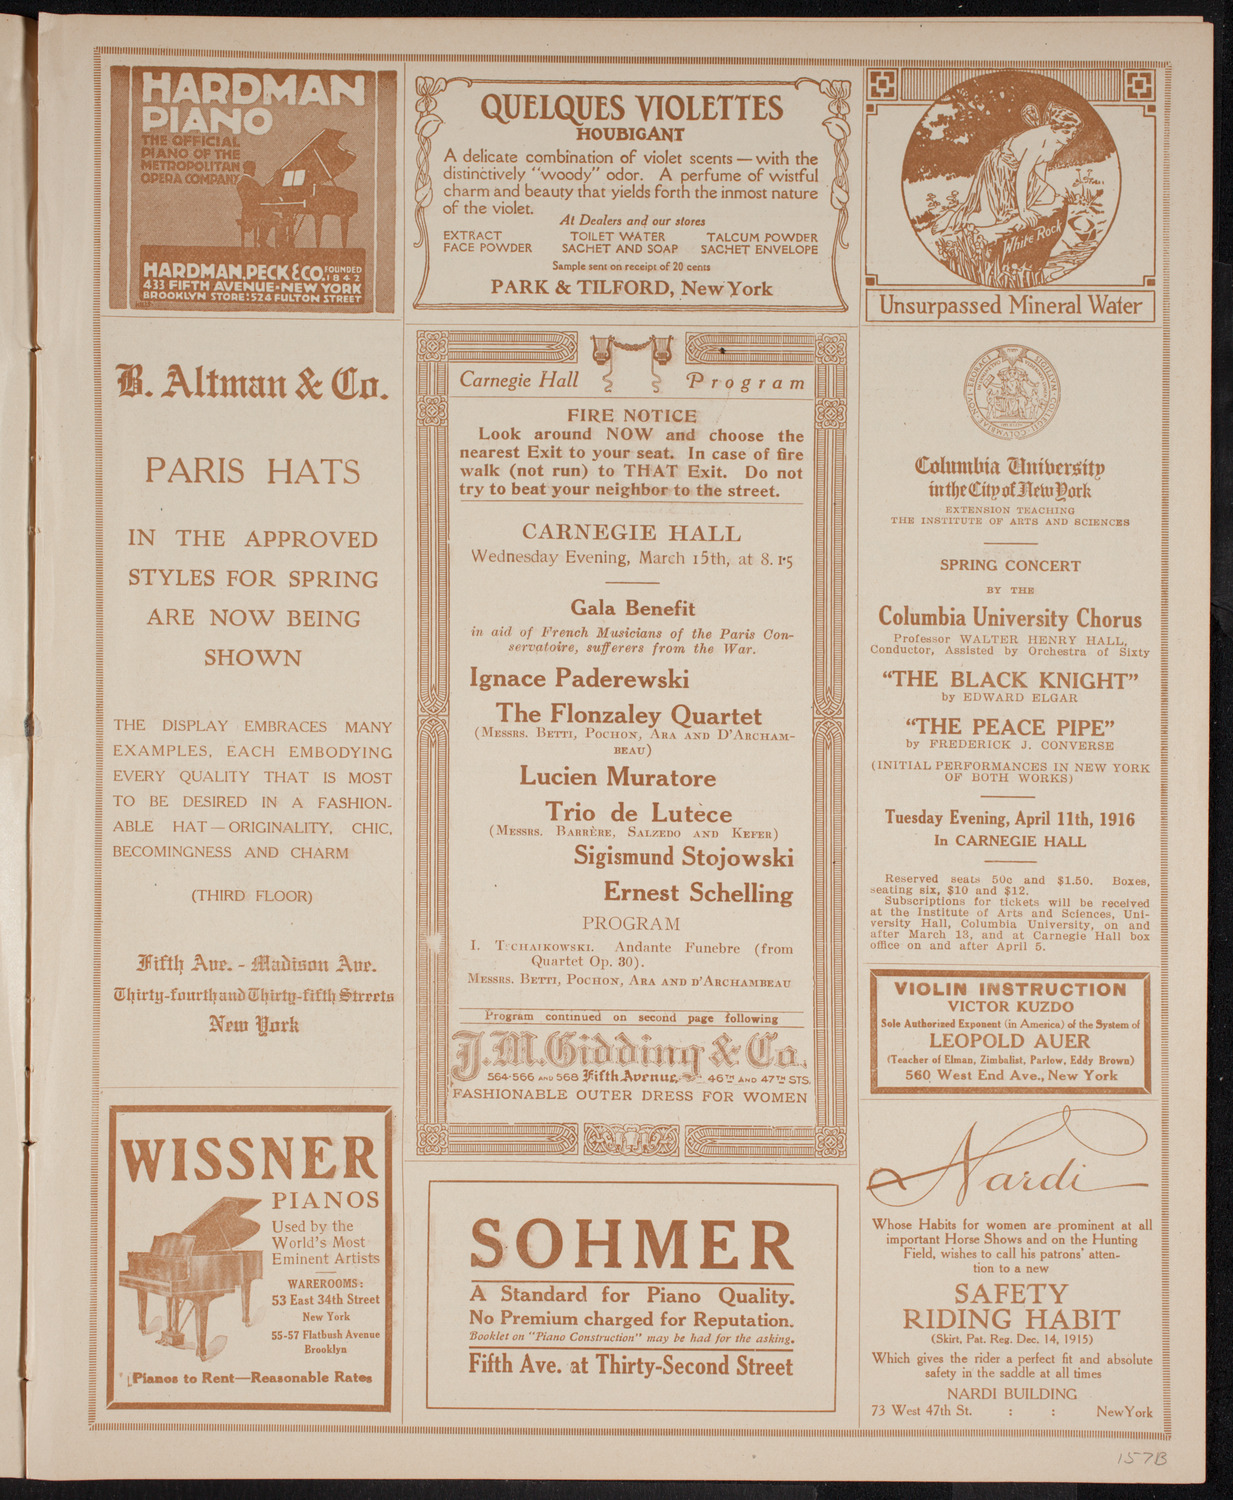 HARDMAN
PIANO
THE OFFICIAL
PIANO OF THE
METROPOLITAN
OPERA COMPANY
HARDMAN, PECK & CO. FOUNDED 1842
433 FIFTH AVENUE·NEW YORK
BROOKLYN STORE: 524 FULTON STREET
B. Altman & Co.
PARIS HATS
IN THE APPROVED
STYLES FOR SPRING
ARE NOW BEING
SHOWN
THE DISPLAY EMBRACES MANY
EXAMPLES, EACH EMBODYING
EVERY QUALITY THAT IS MOST
TO BE DESIRED IN A FASHION-
ABLE HAT—ORIGINALITY, CHIC,
BECOMINGNESS AND CHARM
(THIRD FLOOR)
Fifth Ave. - Madison Ave.
Thirty-fourth and Thirty-fifth Streets
New York
WISSNER
PIANOS
Used by the
World's Most
Eminent Artists
WAREROOMS:
53 East 34th Street
New York
55-57 Flatbush Avenue
Brooklyn
Pianos to Rent—Reasonable Rates
QUELQUES VIOLETTES
HOUBIGANT
A delicate combination of violet scents—with the
distinctively "woody" odor. A perfume of wistful
charm and beauty that yields forth the inmost nature
of the violet.
At Dealers and our stores
EXTRACT TOILET WATER TALCUM POWDER
FACE POWDER SACHET AND SOAP SACHET ENVELOPE
Sample sent on receipt of 20 cents
PARK & TILFORD, New York
Carnegie Hall Program
FIRE NOTICE
Look around NOW and choose the
nearest Exit to your seat. In case of fire
walk (not run) to THAT Exit. Do not
try to beat your neighbor to the street.
CARNEGIE HALL
Wednesday Evening, March 15th, at 8.15
Gala Benefit
in aid of French Musicians of the Paris Con-
servatoire, sufferers from the War.
Ignace Paderewski
The Flonzaley Quartet
(Messrs. Betti, Pochon, Ara and D'Archam-
beau)
Lucien Muratore
Trio de Lutèce
(Messrs. Barrère, Salzedo and Kefer)
Sigismund Stojowski
Ernest Schelling
PROGRAM
I. Tschaikowski. Andante Funebre (from
Quartet Op. 30).
Messrs. Betti, Pochon, Ara and d'Archambeau
Program continued on second page following
J.M. Gidding & Co.
564-566 AND 568 Fifth Avenue, 46TH AND 47TH STS.
FASHIONABLE OUTER DRESS FOR WOMEN
SOHMER
A Standard for Piano Quality.
No Premium charged for Reputation.
Booklet on "Piano Construction" may be had for the asking.
Fifth Ave. at Thirty-Second Street
White Rock
Unsurpassed Mineral Water
Columbia University
in the City of New York
EXTENSION TEACHING
THE INSTITUTE OF ARTS AND SCIENCES
SPRING CONCERT
BY THE
Columbia University Chorus
Professor WALTER HENRY HALL,
Conductor, Assisted by Orchestra of Sixty
"THE BLACK KNIGHT"
by EDWARD ELGAR
"THE PEACE PIPE"
by FREDERICK J. CONVERSE
(INITIAL PERFORMANCES IN NEW YORK
OF BOTH WORKS)
Tuesday Evening, April 11th, 1916
In CARNEGIE HALL
Reserved seats 50c and $1.50. Boxes,
seating six, $10 and $12.
Subscriptions for tickets will be received
at the Institute of Arts and Sciences, Uni-
versity Hall, Columbia University, on and
after March 13, and at Carnegie Hall box
office on and after April 5.
VIOLIN INSTRUCTION
VICTOR KUZDO
Sole Authorized Exponent (in America) of the System of
LEOPOLD AUER
(Teacher of Elman, Zimbalist, Parlow, Eddy Brown)
560 West End Ave., New York
Nardi
Whose Habits for women are prominent at all
important Horse Shows and on the Hunting
Field, wishes to call his patrons' atten-
tion to a new
SAFETY
RIDING HABIT
(Skirt, Pat. Reg. Dec. 14, 1915)
Which gives the rider a perfect fit and absolute
safety in the saddle at all times
NARDI BUILDING
73 West 47th St. : : New York
157B